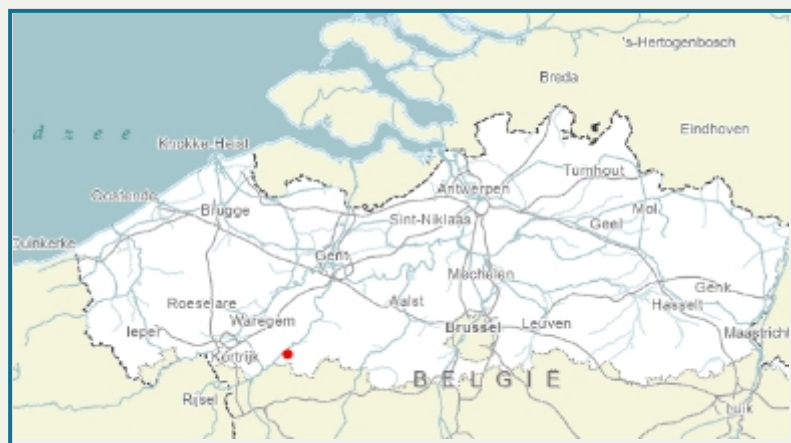 's-Hertogenbosch
Breda
d z e e
Eindhoven
Knokke-Heist
Turnhout
Antwerpen
Oostende
Mol
Brugge
Sint-Niklaas
Geel
Duinkerke
Gent
Mechelen
Genk
Roeselare
Aalst
Hasselt
Waregem
Ieper
Brussel
Leuven
Maastricht
Kortrijk
BELGIË
Rijsel
Luik